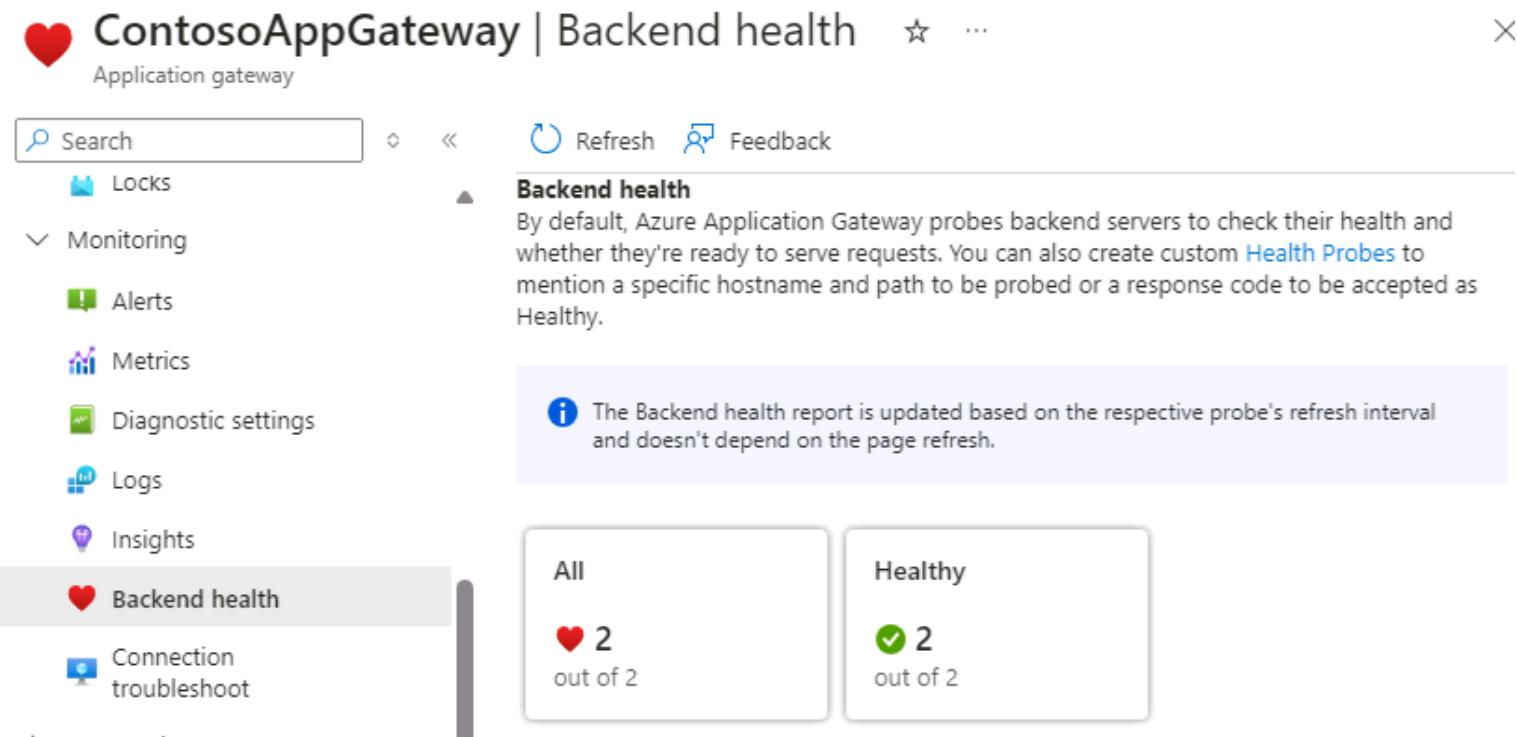 ContosoAppGateway | Backend health
Application gateway
Search
Locks
Monitoring
Alerts
Metrics
Diagnostic settings
Logs
Insights
Backend health
Connection
troubleshoot
Refresh
Feedback
Backend health
By default, Azure Application Gateway probes backend servers to check their health and
whether they're ready to serve requests. You can also create custom Health Probes to
mention a specific hostname and path to be probed or a response code to be accepted as
Healthy.
The Backend health report is updated based on the respective probe's refresh interval
and doesn't depend on the page refresh.
All
2
out of 2
Healthy
2
out of 2